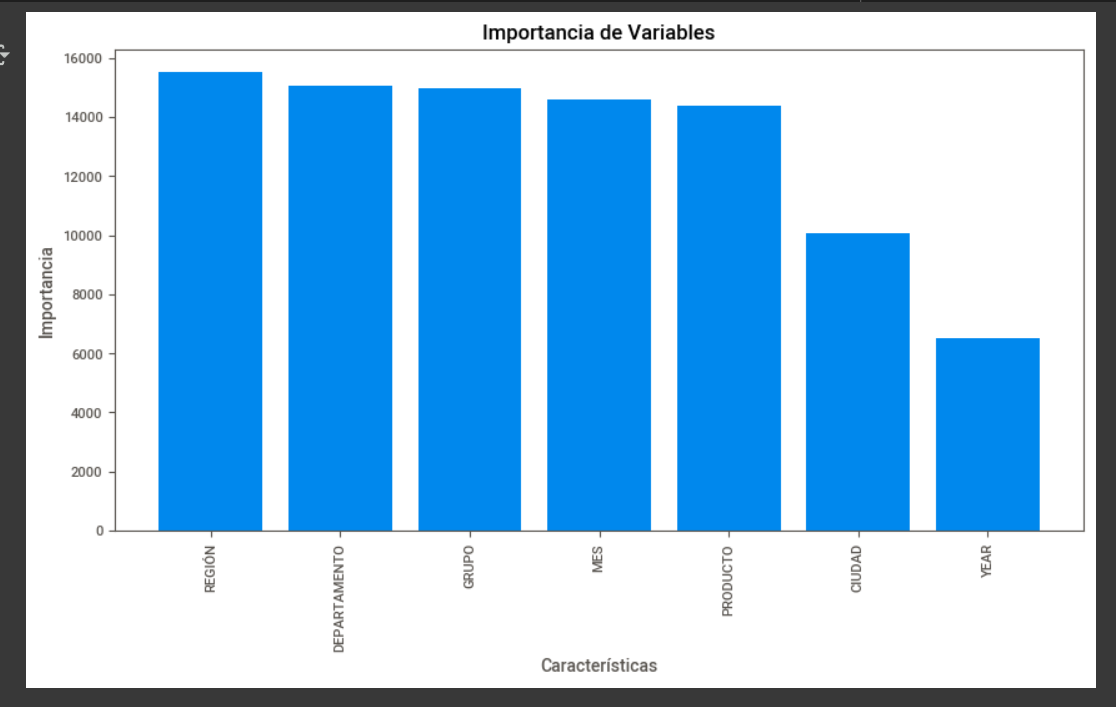 Importancia de Variables
Importancia
16000
14000
12000
10000
8000
6000
4000
2000
0
REGIÓN
DEPARTAMENTO
GRUPO
MES
PRODUCTO
CIUDAD
YEAR
Características